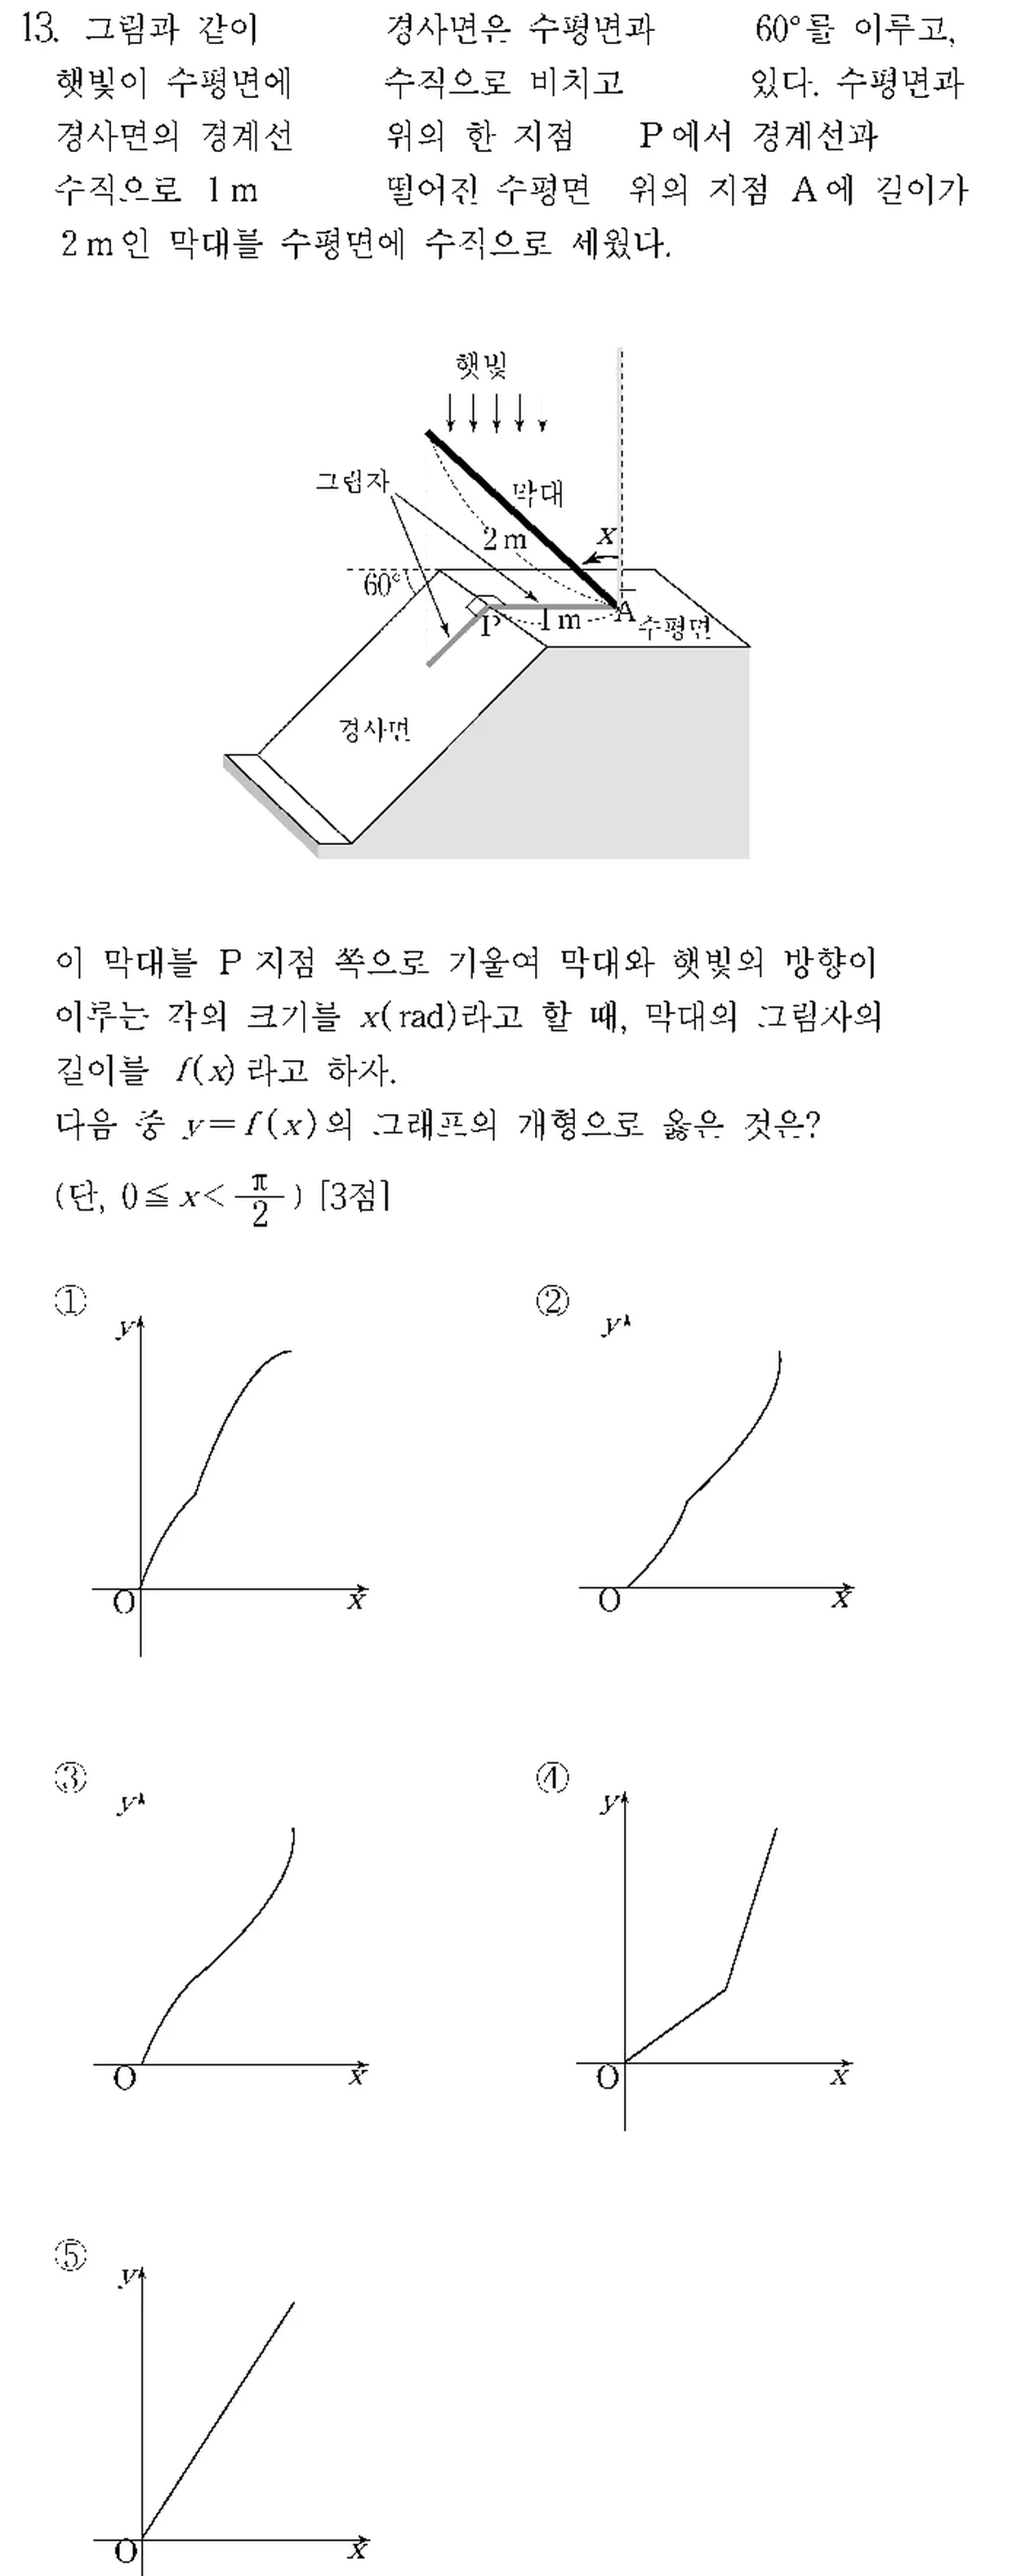 13. 그림과 같이 경사면은 수평면과 60°를 이루고,
햇빛이 수평면에 수직으로 비치고 있다. 수평면과
경사면의 경계선 위의 한 지점 P에서 경계선과
수직으로 1m 떨어진 수평면 위의 지점 A에 길이가
2m인 막대를 수평면에 수직으로 세웠다.
햇빛
그림자
막대
2m
x
60°
P
1m
A
수평면
경사면
이 막대를 P 지점 쪽으로 기울여 막대와 햇빛의 방향이
이루는 각의 크기를 x(rad)라고 할 때, 막대의 그림자의
길이를 f(x)라고 하자.
다음 중 y=f(x)의 그래프의 개형으로 옳은 것은?
(단, 0≦x<π/2) [3점]
① ②
y y
O x O x
③ ④
y y
O x O x
⑤
y
O x